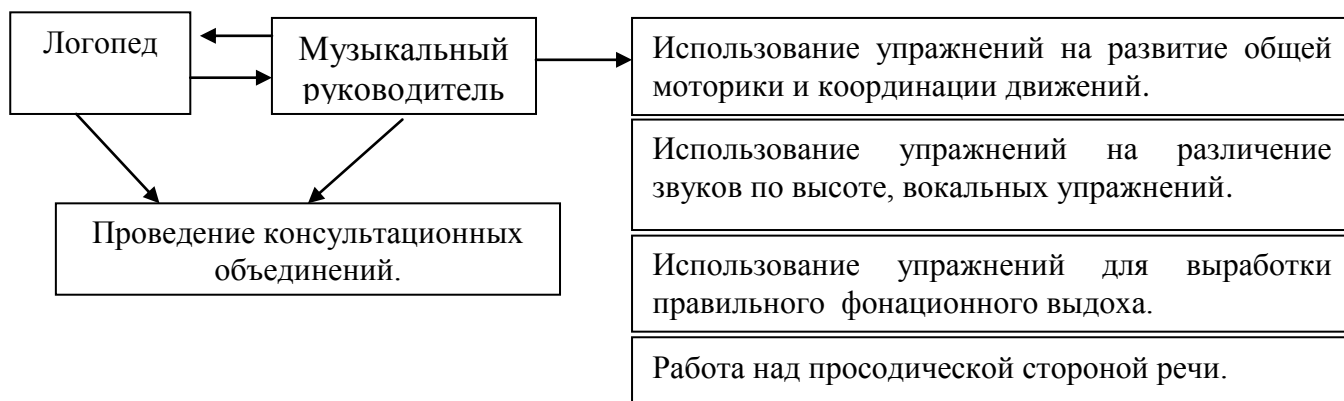 Логопед
Музыкальный
руководитель
Проведение консультационных
объединений.
Использование упражнений на развитие общей
моторики и координации движений.
Использование упражнений на различение
звуков по высоте, вокальных упражнений.
Использование упражнений для выработки
правильного фонационного выдоха.
Работа над просодической стороной речи.